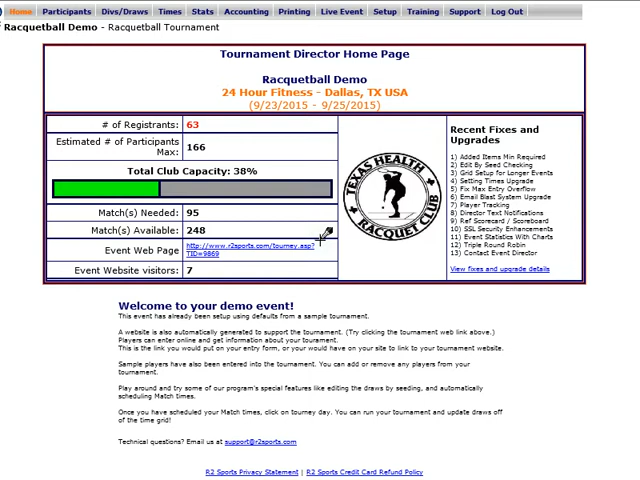 Home Participants Divs/Draws Times Stats Accounting Printing Live Event Setup Training Support Log Out
Racquetball Demo - Racquetball Tournament
Tournament Director Home Page
Racquetball Demo
24 Hour Fitness - Dallas, TX USA
(9/23/2015 - 9/25/2015)
# of Registrants: 63
Estimated # of Participants
Max: 166
Total Club Capacity: 38%
Match(s) Needed: 95
Match(s) Available: 248
Event Web Page http://www.r2sports.com/tourney.asp?
TID=9869
Event Website visitors: 7
TEXAS HEALTH
RACQUET CLUB
Recent Fixes and
Upgrades
1) Added Items Min Required
2) Edit By Seed Checking
3) Grid Setup for Longer Events
4) Setting Times Upgrade
5) Fix Max Entry Overflow
6) Email Blast System Upgrade
7) Player Tracking
8) Director Text Notifications
9) Ref Scorecard / Scoreboard
10) SSL Security Enhancements
11) Event Statistics With Charts
12) Triple Round Robin
13) Contact Event Director
View fixes and upgrade details
Welcome to your demo event!
This event has already been setup using defaults from a sample tournament.
A website is also automatically generated to support the tournament. (Try clicking the tournament web link above.)
Players can enter online and get information about your tourament.
This is the link you would put on your entry form, or your would have on your site to link to your tournament website.
Sample players have also been entered into the tournament. You can add or remove any players from your
tournament.
Play around and try some of our program's special features like editing the draws by seeding, and automatically
scheduling Match times.
Once you have scheduled your Match times, click on tourney day. You can run your tournament and update draws off
of the time grid!
Technical questions? Email us at support@r2sports.com
R2 Sports Privacy Statement | R2 Sports Credit Card Refund Policy